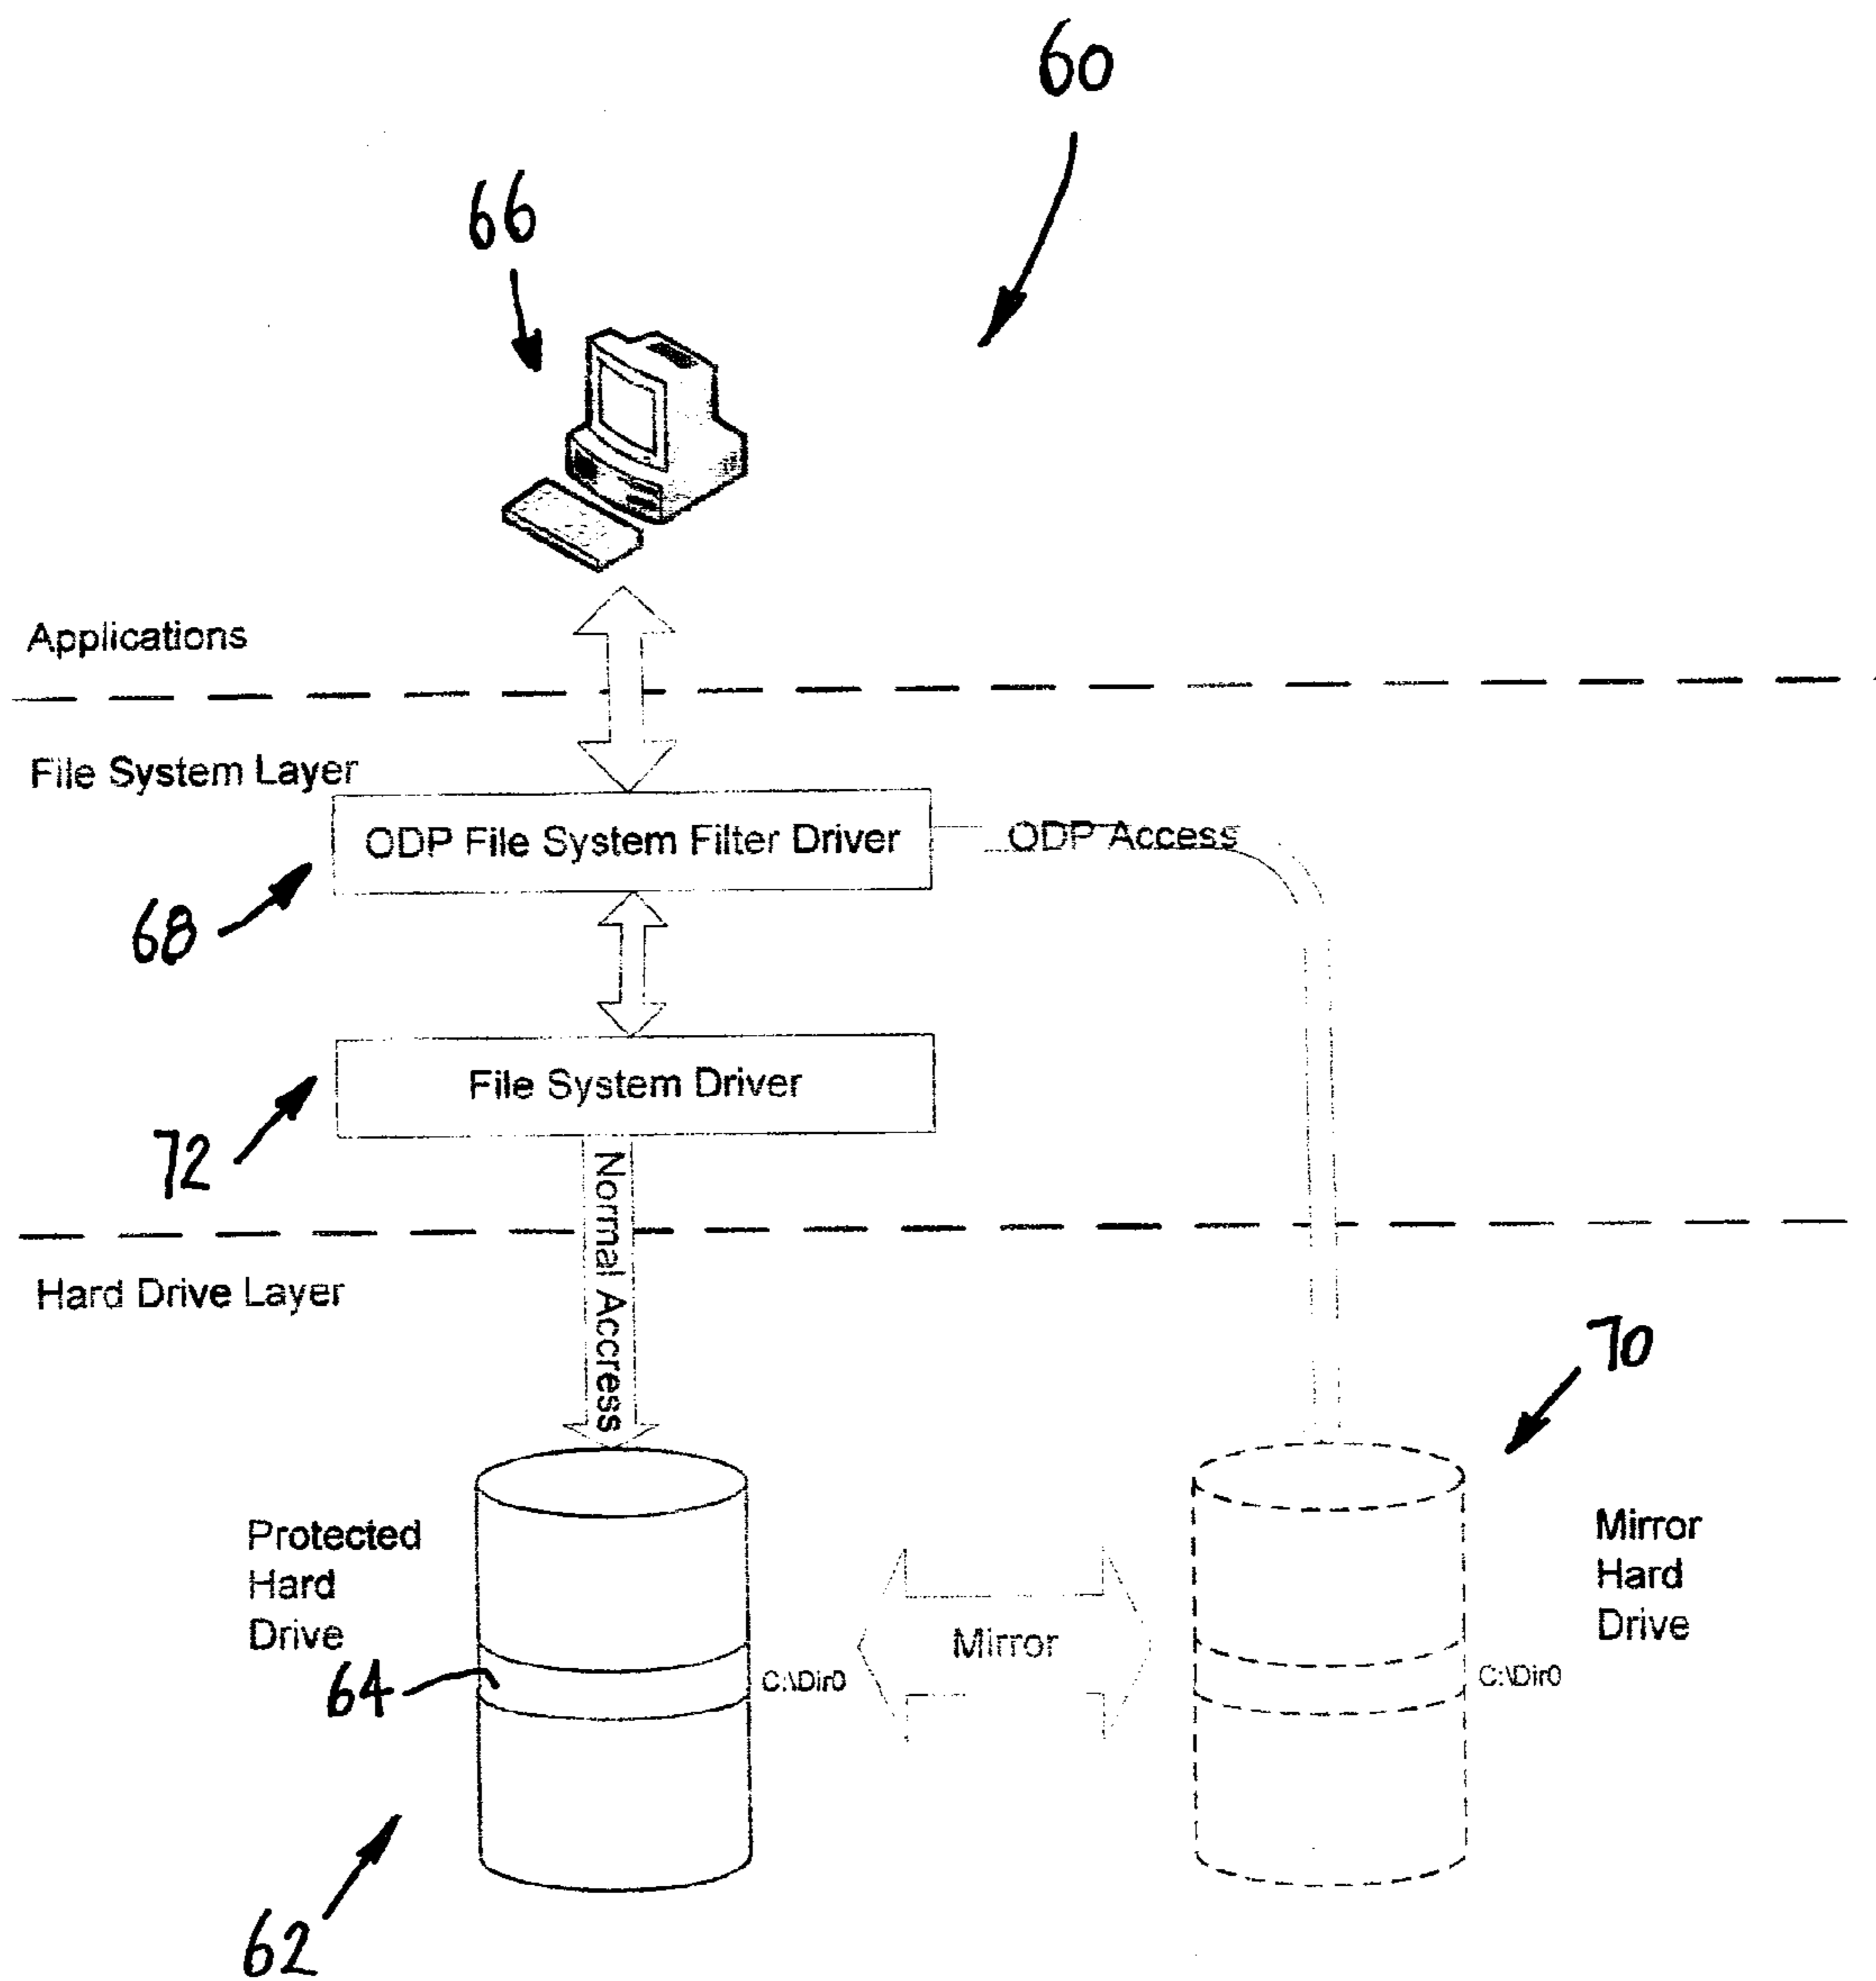 60
66
Applications
File System Layer
ODP File System Filter Driver
ODP Access
68
File System Driver
72
Normal Accress
Hard Drive Layer
70
Protected
Hard
Drive
Mirror
Hard
Drive
Mirror
64
C:\Dir0
C:\Dir0
62